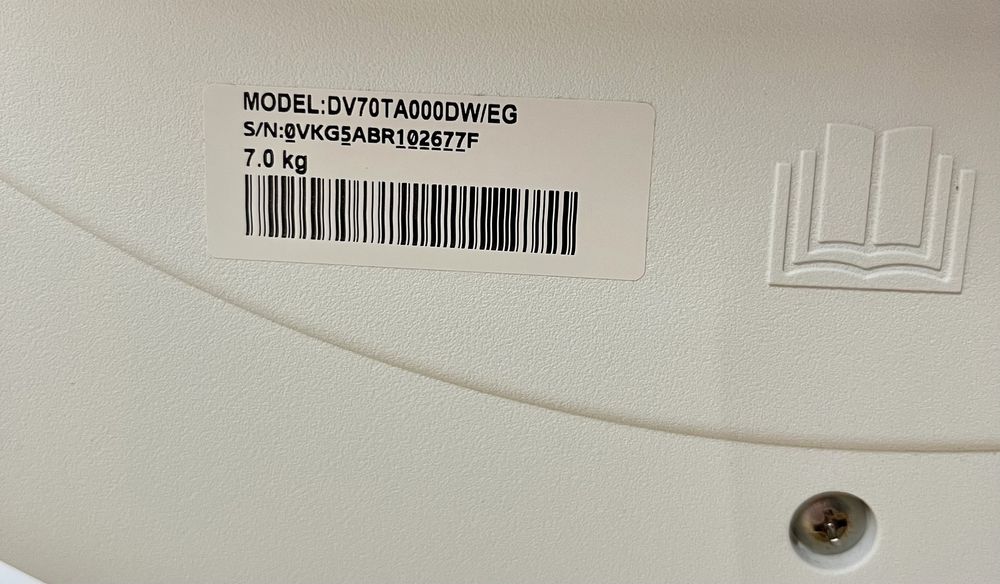 MODEL:DV70TA000DW/EG
S/N:0VKG5ABR102677F
7.0 kg